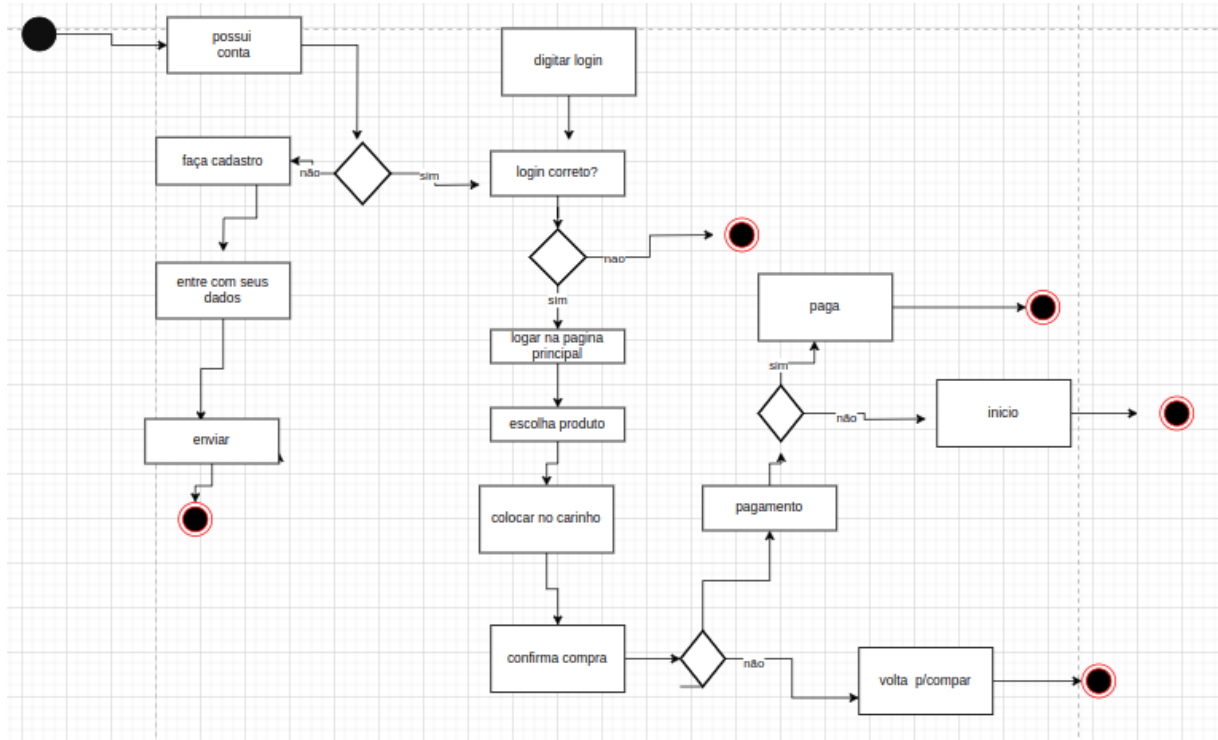 possui
conta
digitar login
faça cadastro
não
sim
login correto?
entre com seus
dados
não
sim
paga
logar na pagina
principal
sim
não
inicio
escolha produto
enviar
colocar no carinho
pagamento
confirma compra
não
volta p/compar